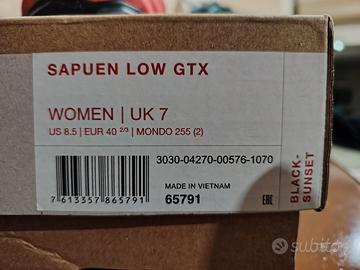 SAPUEN LOW GTX
WOMEN | UK 7
US 8.5 | EUR 40 2/3 | MONDO 255 (2)
3030-04270-00576-1070
7 613357 865791
MADE IN VIETNAM
65791
EAC
BLACK-
SUNSET
subito